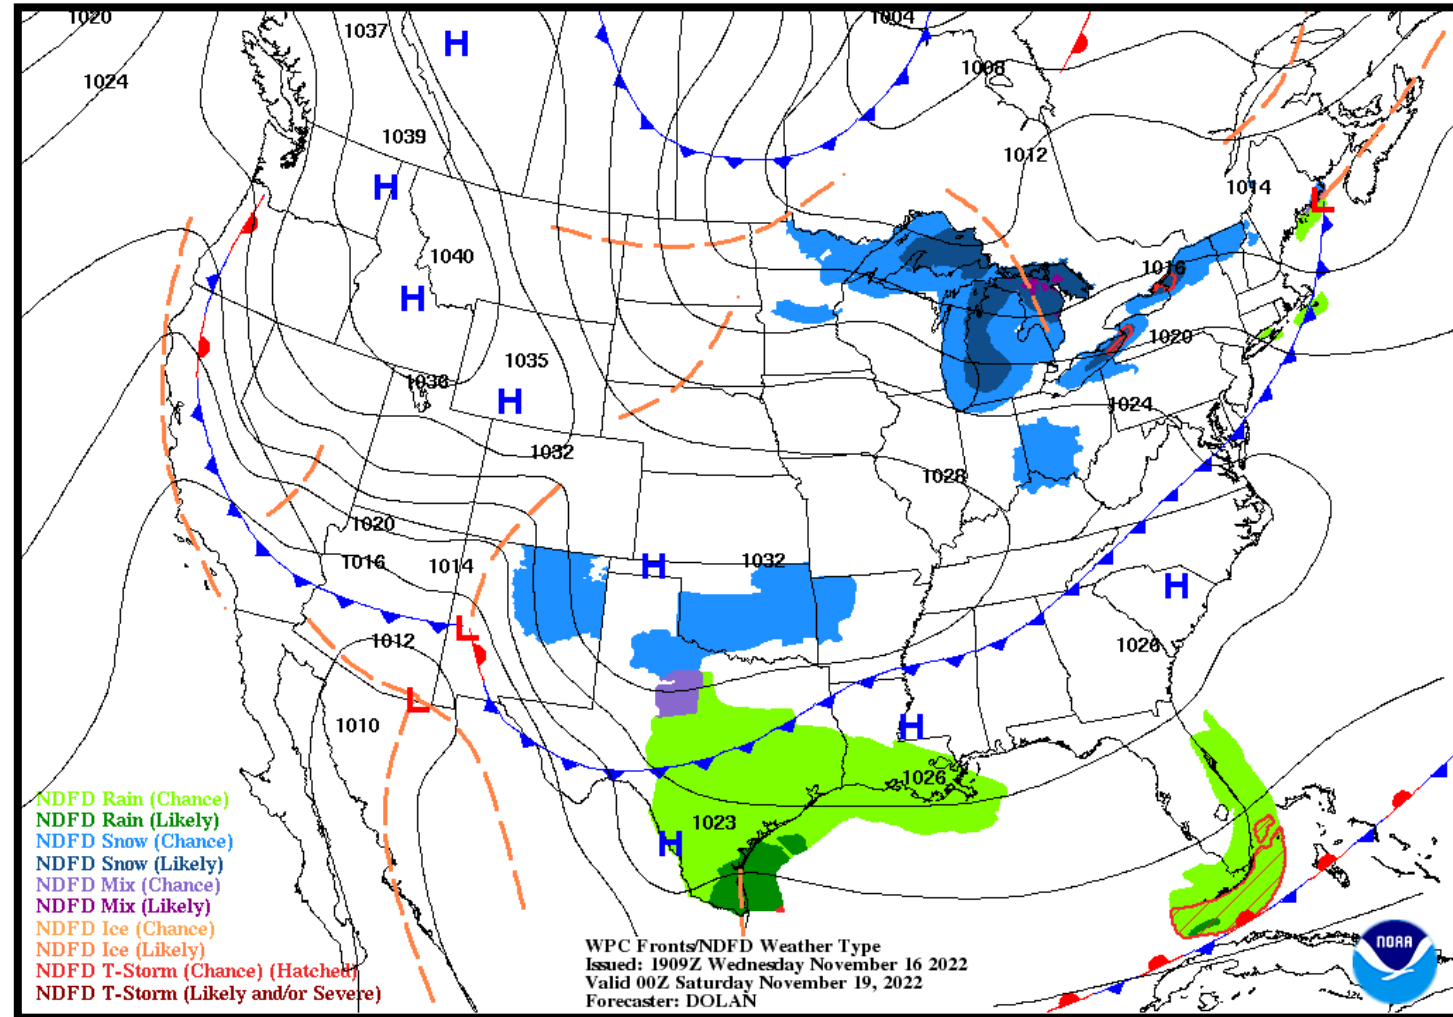 1020
1037
H
1004
1024
1008
1039
1012
H
1014
L
1040
1016
H
1020
1035
1036
H
1024
1032
1028
1020
1016
1014
H
1032
H
L
1012
1026
L
1010
H
1026
1023
H
NDFD Rain (Chance)
NDFD Rain (Likely)
NDFD Snow (Chance)
NDFD Snow (Likely)
NDFD Mix (Chance)
NDFD Mix (Likely)
NDFD Ice (Chance)
NDFD Ice (Likely)
NDFD T-Storm (Chance) (Hatched)
NDFD T-Storm (Likely and/or Severe)
WPC Fronts/NDFD Weather Type
Issued: 1909Z Wednesday November 16 2022
Valid 00Z Saturday November 19, 2022
Forecaster: DOLAN
NOAA